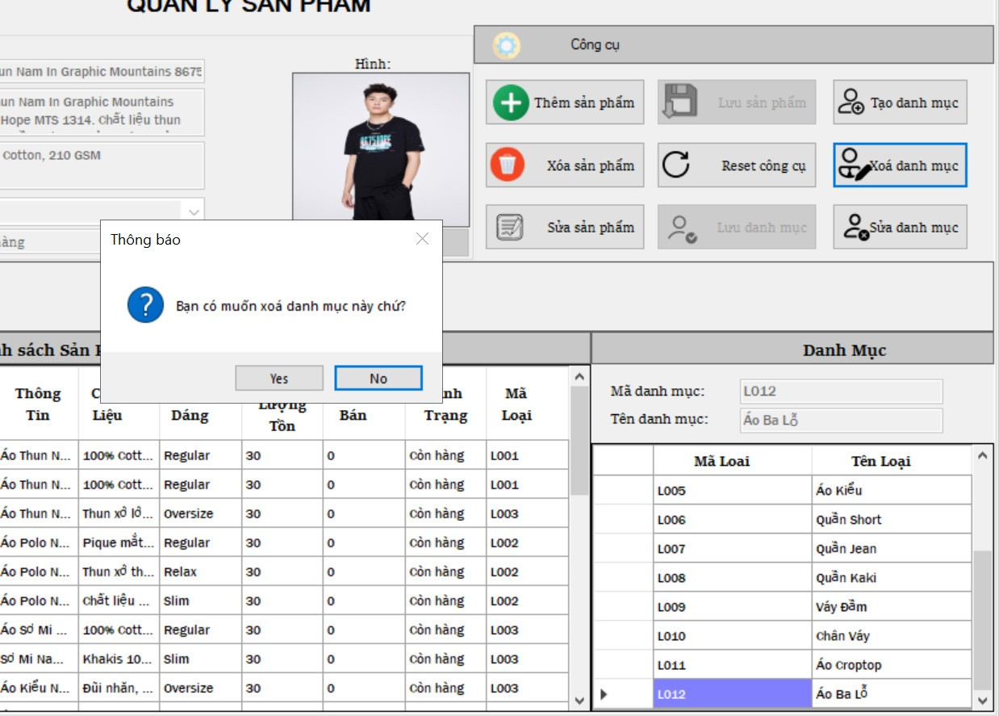 QUẢN LÝ SẢN PHẨM
Công cụ
un Nam In Graphic Mountains 8675
Hình:
un Nam In Graphic Mountains
Hope MTS 1314. Chất liệu thun
Cotton, 210 GSM
àng
Thêm sản phẩm
Lưu sản phẩm
Tạo danh mục
Xóa sản phẩm
Reset công cụ
Xoá danh mục
Sửa sản phẩm
Lưu danh mục
Sửa danh mục
Thông báo
Bạn có muốn xoá danh mục này chứ?
Yes No
h sách Sản
Danh Mục
Mã danh mục: L012
Tên danh mục: Áo Ba Lỗ
Thông Tin
Liệu
Dáng
Lượng Tồn
Bán
nh Trạng
Mã Loại
Áo Thun N... 100% Cott... Regular 30 0 Còn hàng L001
Áo Thun N... 100% Cott... Regular 30 0 Còn hàng L001
Áo Thun N... Thun xô lô... Oversize 30 0 Còn hàng L003
Áo Polo N... Pique mắt... Regular 30 0 Còn hàng L002
Áo Polo N... Thun xô th... Relax 30 0 Còn hàng L002
Áo Polo N... Chất liệu ... Slim 30 0 Còn hàng L002
Áo Sơ Mi ... 100% Cott... Regular 30 0 Còn hàng L003
Sơ Mi Na... Khakis 10... Slim 30 0 Còn hàng L003
Áo Kiểu N... Đũi nhăn, ... Oversize 30 0 Còn hàng L003
Mã Loai Tên Loại
L005 Áo Kiểu
L006 Quần Short
L007 Quần Jean
L008 Quần Kaki
L009 Váy Đầm
L010 Chân Váy
L011 Áo Croptop
L012 Áo Ba Lỗ